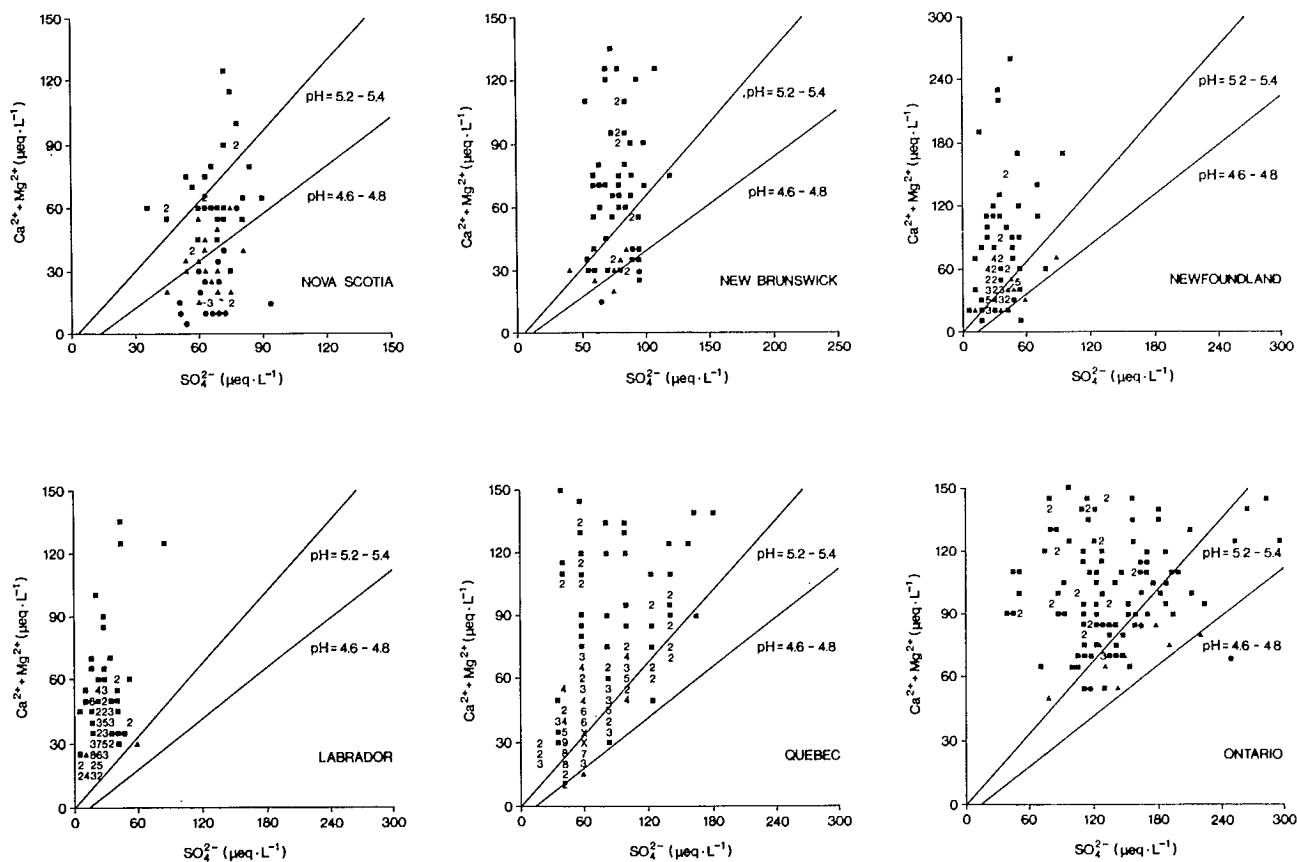 150
120
90
60
30
0
Ca²⁺ + Mg²⁺ (µeq · L⁻¹)
pH = 5.2 – 5.4
pH = 4.6 – 4.8
NOVA SCOTIA
0 30 60 90 120 150
SO₄²⁻ (µeq · L⁻¹)
150
120
90
60
30
0
Ca²⁺ + Mg²⁺ (µeq · L⁻¹)
pH = 5.2 – 5.4
pH = 4.6 – 4.8
NEW BRUNSWICK
0 50 100 150 200 250
SO₄²⁻ (µeq · L⁻¹)
300
240
180
120
60
0
Ca²⁺ + Mg²⁺ (µeq · L⁻¹)
pH = 5.2 – 5.4
pH = 4.6 – 4.8
NEWFOUNDLAND
0 60 120 180 240 300
SO₄²⁻ (µeq · L⁻¹)
150
120
90
60
30
0
Ca²⁺ + Mg²⁺ (µeq · L⁻¹)
pH = 5.2 – 5.4
pH = 4.6 – 4.8
LABRADOR
0 60 120 180 240 300
SO₄²⁻ (µeq · L⁻¹)
150
120
90
60
30
0
Ca²⁺ + Mg²⁺ (µeq · L⁻¹)
pH = 5.2 – 5.4
pH = 4.6 – 4.8
QUEBEC
0 60 120 180 240 300
SO₄²⁻ (µeq · L⁻¹)
150
120
90
60
30
0
Ca²⁺ + Mg²⁺ (µeq · L⁻¹)
pH = 5.2 – 5.4
pH = 4.6 – 4.8
ONTARIO
0 60 120 180 240 300
SO₄²⁻ (µeq · L⁻¹)